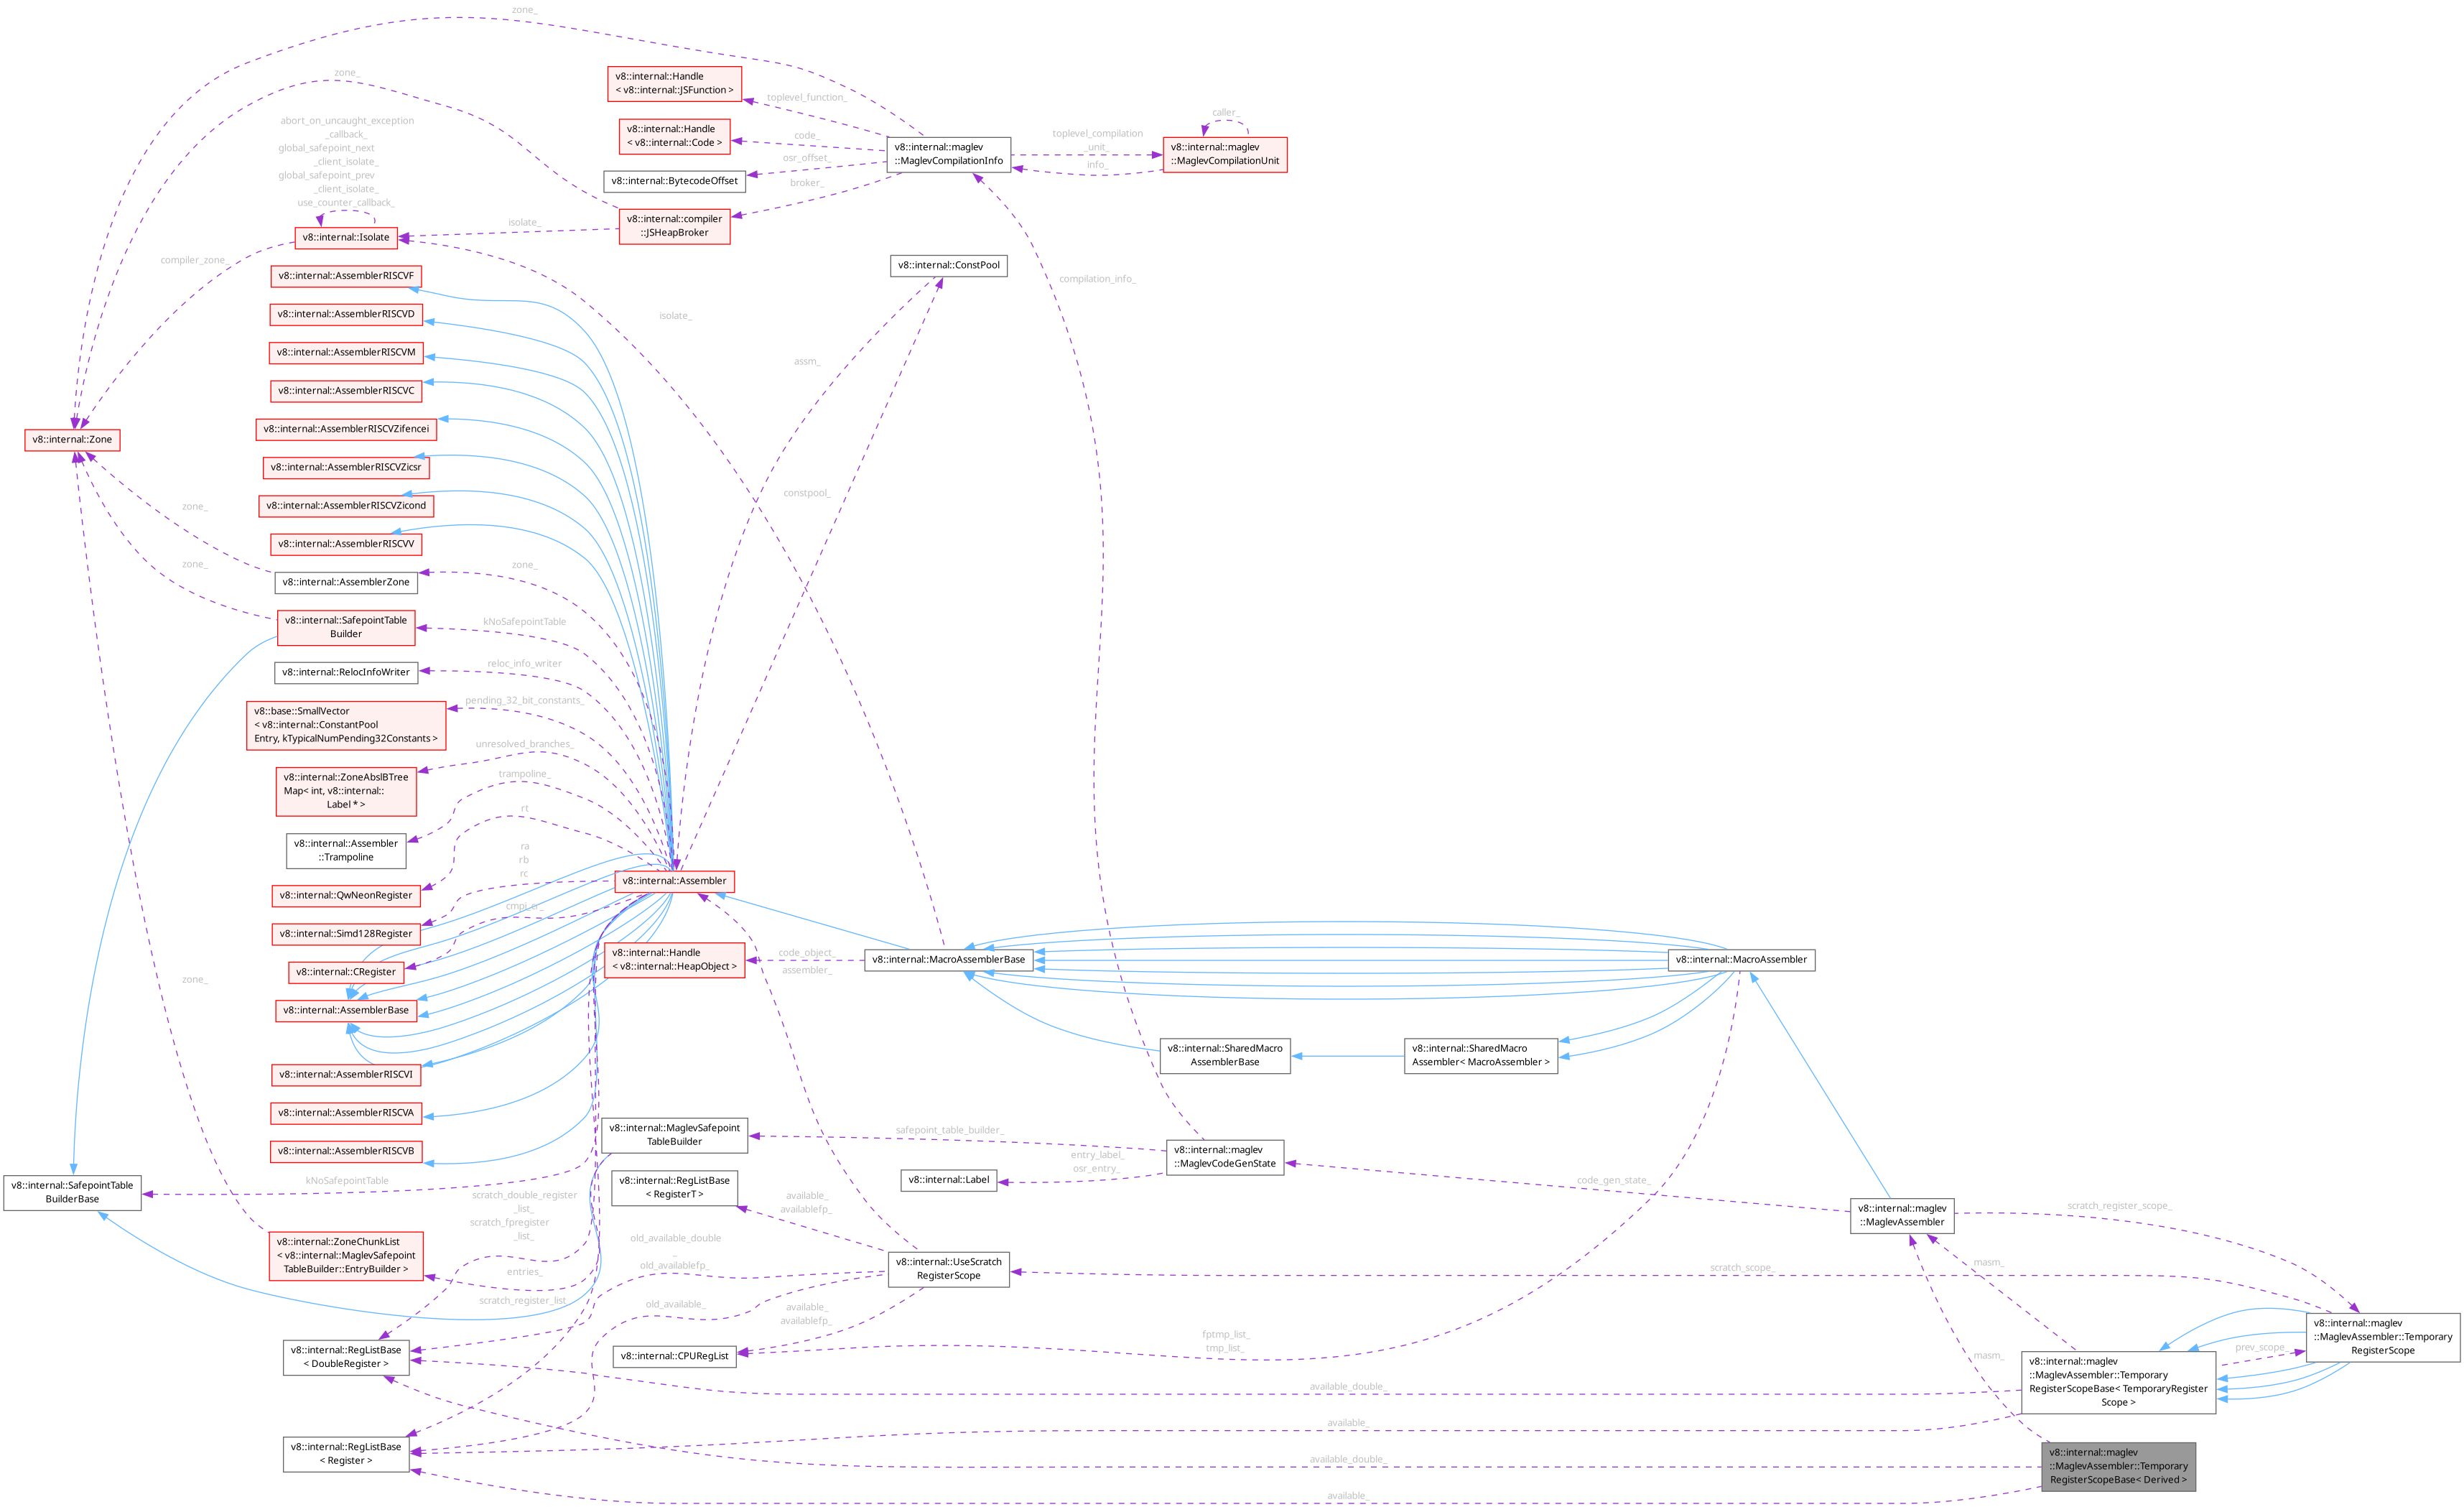 zone_
v8::internal::Handle
< v8::internal::JSFunction >
zone_
toplevel_function_
caller_
abort_on_uncaught_exception
_callback_
global_safepoint_next
_client_isolate_
global_safepoint_prev
_client_isolate_
use_counter_callback_
v8::internal::Handle
< v8::internal::Code >
code_
v8::internal::maglev
::MaglevCompilationInfo
toplevel_compilation
_unit_
v8::internal::maglev
::MaglevCompilationUnit
osr_offset_
info_
v8::internal::BytecodeOffset
broker_
v8::internal::compiler
::JSHeapBroker
isolate_
v8::internal::Isolate
compiler_zone_
v8::internal::ConstPool
v8::internal::AssemblerRISCVF
compilation_info_
v8::internal::AssemblerRISCVD
isolate_
v8::internal::AssemblerRISCVM
assm_
v8::internal::AssemblerRISCVC
v8::internal::AssemblerRISCVZifencei
v8::internal::Zone
v8::internal::AssemblerRISCVZicsr
constpool_
v8::internal::AssemblerRISCVZicond
zone_
v8::internal::AssemblerRISCVV
zone_
zone_
v8::internal::AssemblerZone
v8::internal::SafepointTable
Builder
kNoSafepointTable
v8::internal::RelocInfoWriter
reloc_info_writer
v8::base::SmallVector
< v8::internal::ConstantPool
Entry, kTypicalNumPending32Constants >
pending_32_bit_constants_
v8::internal::ZoneAbslBTree
Map< int, v8::internal::
Label * >
unresolved_branches_
trampoline_
rt
v8::internal::Assembler
::Trampoline
ra
rb
rc
v8::internal::Assembler
v8::internal::QwNeonRegister
cmpi_cr_
v8::internal::Simd128Register
v8::internal::Handle
< v8::internal::HeapObject >
code_object_
v8::internal::MacroAssemblerBase
v8::internal::MacroAssembler
v8::internal::CRegister
assembler_
zone_
v8::internal::AssemblerBase
v8::internal::SharedMacro
AssemblerBase
v8::internal::SharedMacro
Assembler< MacroAssembler >
v8::internal::AssemblerRISCVI
v8::internal::AssemblerRISCVA
v8::internal::MaglevSafepoint
TableBuilder
safepoint_table_builder_
v8::internal::maglev
::MaglevCodeGenState
v8::internal::AssemblerRISCVB
entry_label_
osr_entry_
v8::internal::Label
v8::internal::SafepointTable
BuilderBase
kNoSafepointTable
v8::internal::RegListBase
< RegisterT >
code_gen_state_
scratch_double_register
_list_
scratch_fpregister
_list_
available_
availablefp_
v8::internal::maglev
::MaglevAssembler
scratch_register_scope_
v8::internal::ZoneChunkList
< v8::internal::MaglevSafepoint
TableBuilder::EntryBuilder >
entries_
old_available_double
_
old_availablefp_
v8::internal::UseScratch
RegisterScope
scratch_scope_
masm_
scratch_register_list_
old_available_
available_
availablefp_
v8::internal::maglev
::MaglevAssembler::Temporary
RegisterScope
v8::internal::RegListBase
< DoubleRegister >
v8::internal::CPURegList
fptmp_list_
tmp_list_
masm_
prev_scope_
v8::internal::maglev
::MaglevAssembler::Temporary
RegisterScopeBase< TemporaryRegister
Scope >
available_double_
available_
v8::internal::RegListBase
< Register >
available_double_
v8::internal::maglev
::MaglevAssembler::Temporary
RegisterScopeBase< Derived >
available_